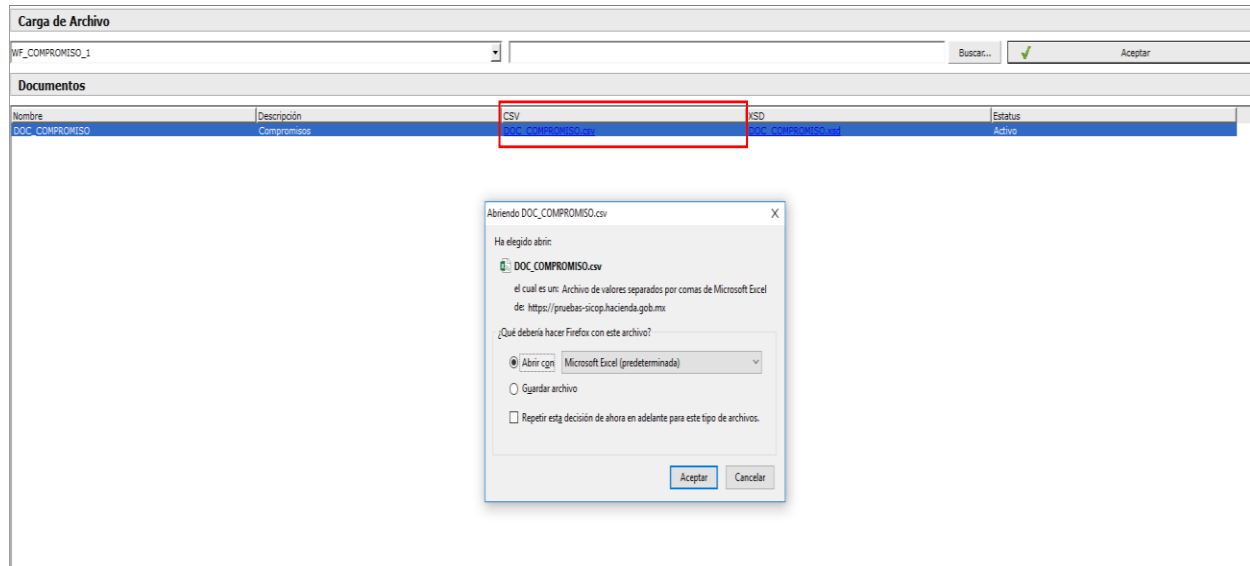 Carga de Archivo
WF_COMPROMISO_1 Buscar... Aceptar
Documentos
Nombre Descripción CSV XSD Estatus
DOC_COMPROMISO Compromisos DOC_COMPROMISO.csv DOC_COMPROMISO.xsd Activo
Abriendo DOC_COMPROMISO.csv X
Ha elegido abrir:
DOC_COMPROMISO.csv
el cual es un: Archivo de valores separados por comas de Microsoft Excel
de: https://pruebas-sicop.hacienda.gob.mx
¿Qué debería hacer Firefox con este archivo?
Abrir con Microsoft Excel (predeterminada)
Guardar archivo
Repetir esta decisión de ahora en adelante para este tipo de archivos.
Aceptar Cancelar